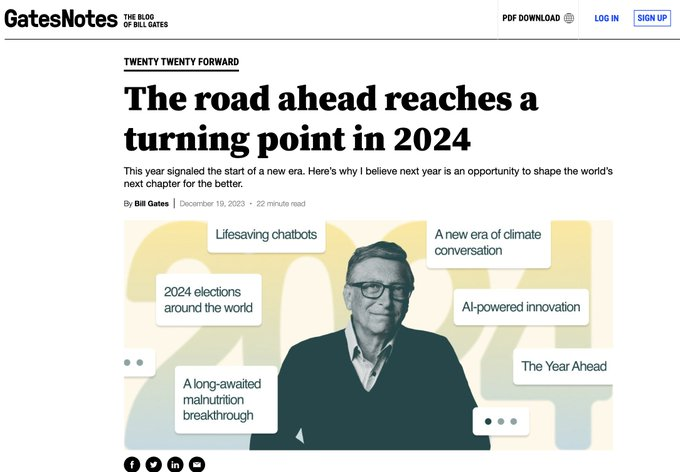 GatesNotes
THE BLOG
OF BILL GATES
PDF DOWNLOAD
LOG IN
SIGN UP
TWENTY TWENTY FORWARD
The road ahead reaches a
turning point in 2024
This year signaled the start of a new era. Here's why I believe next year is an opportunity to shape the world's
next chapter for the better.
By Bill Gates | December 19, 2023 • 22 minute read
2024
Lifesaving chatbots
A new era of climate
conversation
2024 elections
around the world
AI-powered innovation
The Year Ahead
A long-awaited
malnutrition
breakthrough